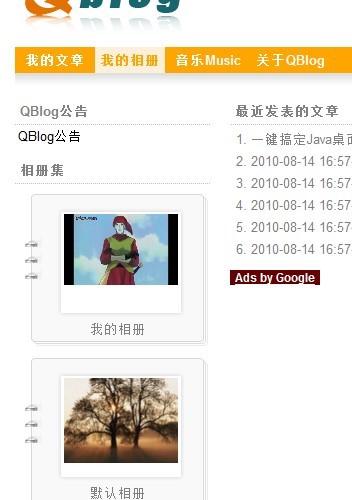 Qblog
我的文章 我的相册 音乐Music 关于QBlog
QBlog公告
QBlog公告
相册集
我的相册
默认相册
最近发表的文章
1. 一键搞定Java桌面
2. 2010-08-14 16:57
3. 2010-08-14 16:57
4. 2010-08-14 16:57
5. 2010-08-14 16:57
6. 2010-08-14 16:57
Ads by Google